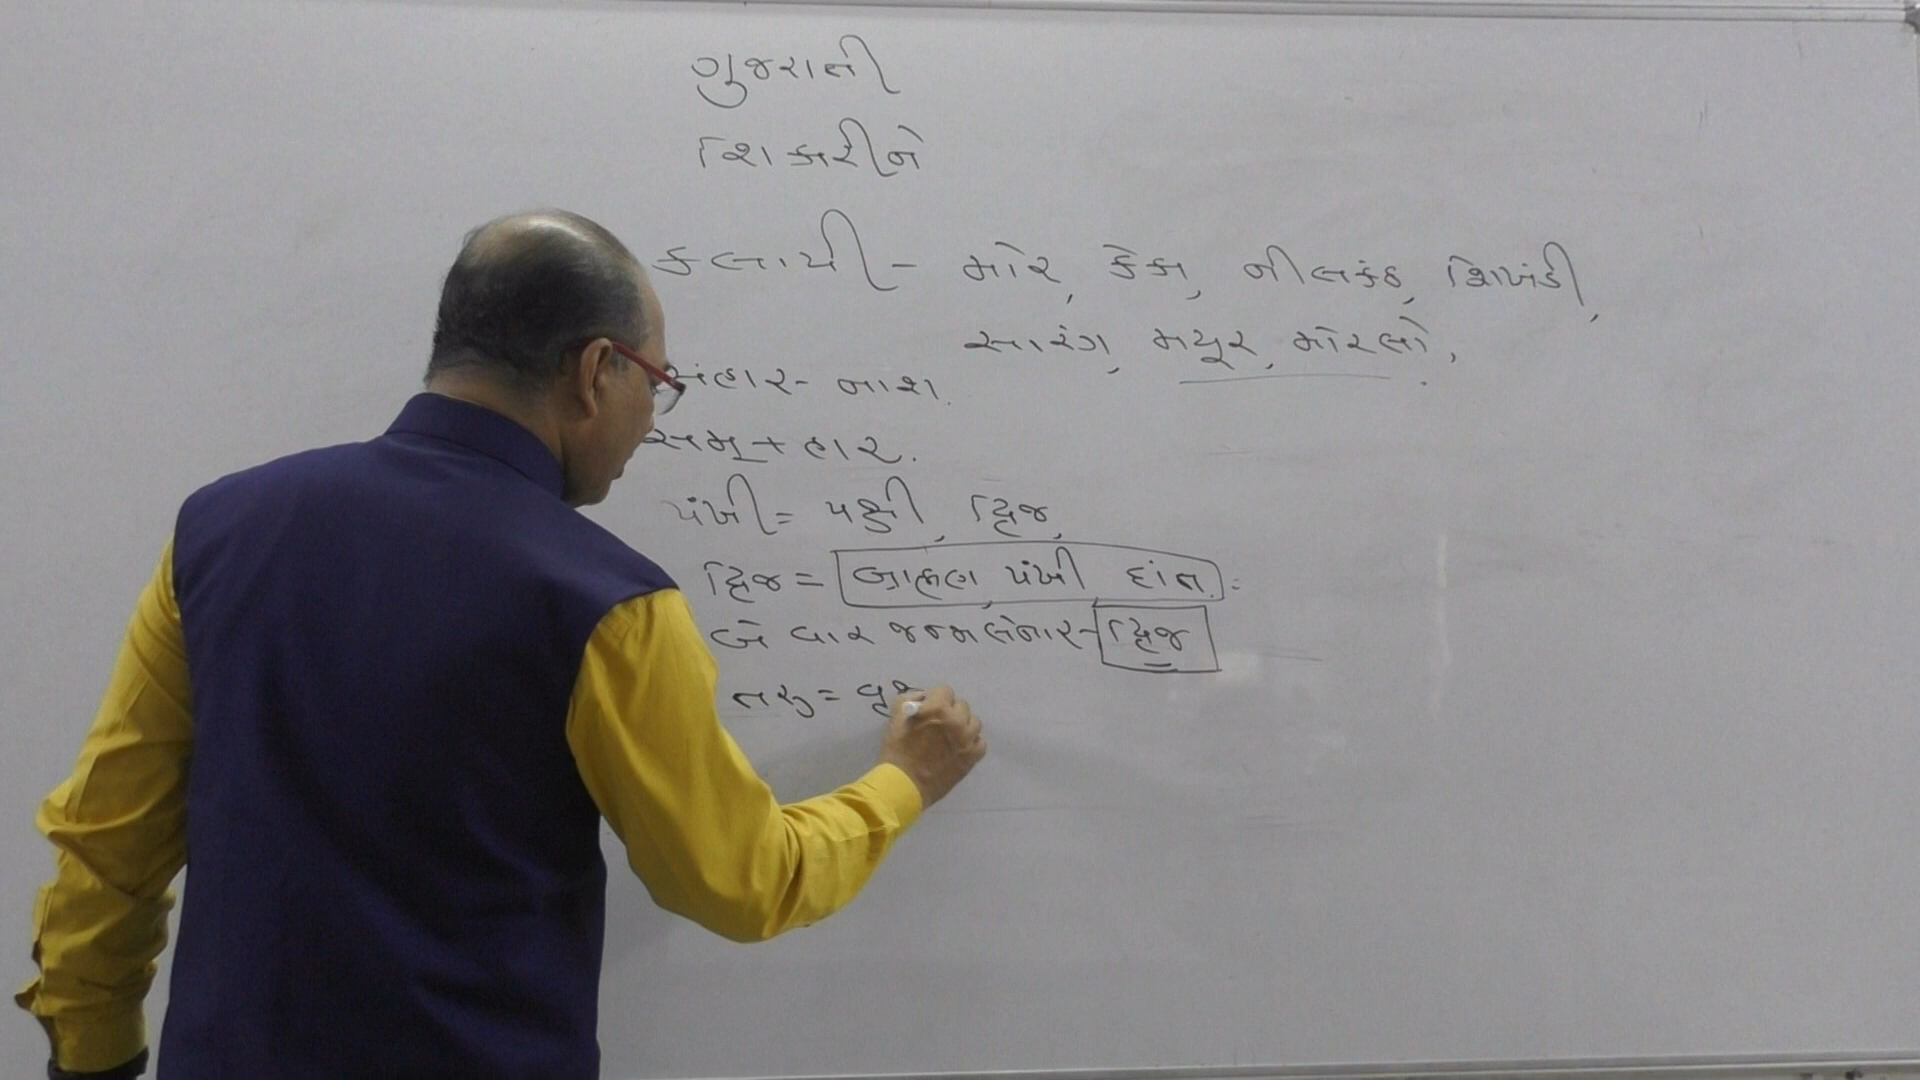 ગુજરાતી
શિકારીને
કલાપી - મોર, કેકા, નીલકંઠ, શિખંડી,
સારંગ, મયૂર, મોરલો,
સંહાર - નાશ.
સમ્ + હાર.
પંખી = પક્ષી, દ્વિજ,
દ્વિજ = બ્રાહ્મણ, પંખી, દાંત. =
બે વાર જન્મ લેનાર - દ્વિજ
તરુ = વૃક્ષ